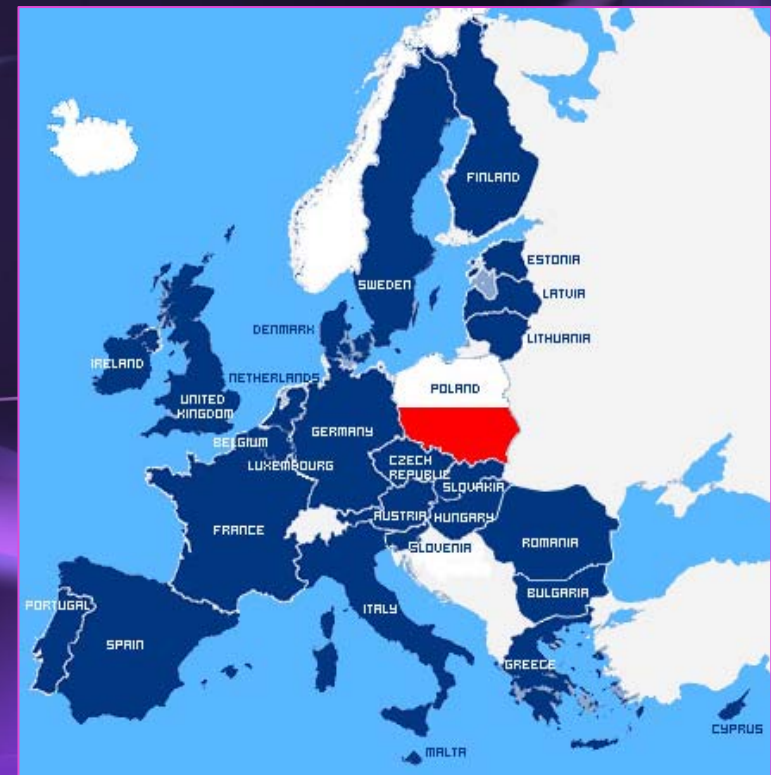 FINLAND
ESTONIA
SWEDEN
LATVIA
DENMARK
LITHUANIA
IRELAND
NETHERLANDS
POLAND
UNITED
KINGDOM
GERMANY
BELGIUM
LUXEMBOURG
CZECH
REPUBLIC
SLOVAKIA
AUSTRIA
HUNGARY
FRANCE
ROMANIA
SLOVENIA
BULGARIA
PORTUGAL
ITALY
SPAIN
GREECE
CYPRUS
MALTA